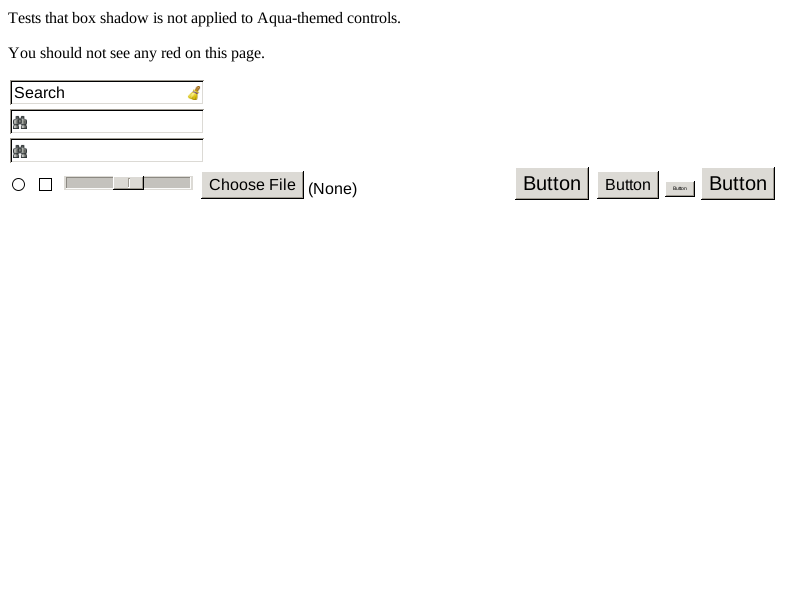 Tests that box shadow is not applied to Aqua-themed controls.
You should not see any red on this page.
Search
Choose File (None) Button Button Button Button